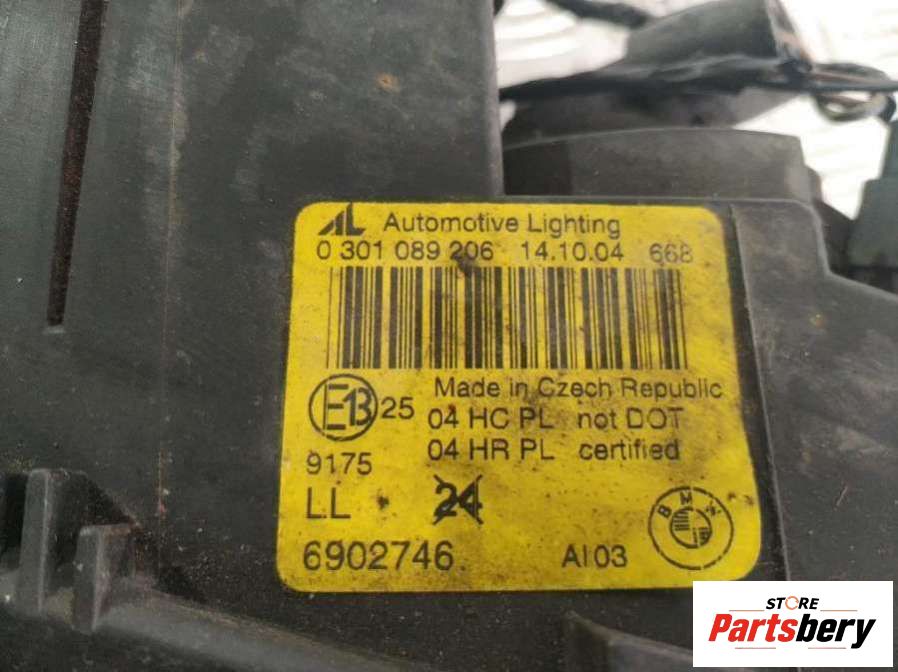 AL Automotive Lighting
0 301 089 206 14.10.04 668
Made in Czech Republic
E13 25 04 HC PL not DOT
9175 04 HR PL certified
LL 24
6902746 AI03 BMW
STORE
Partsbery